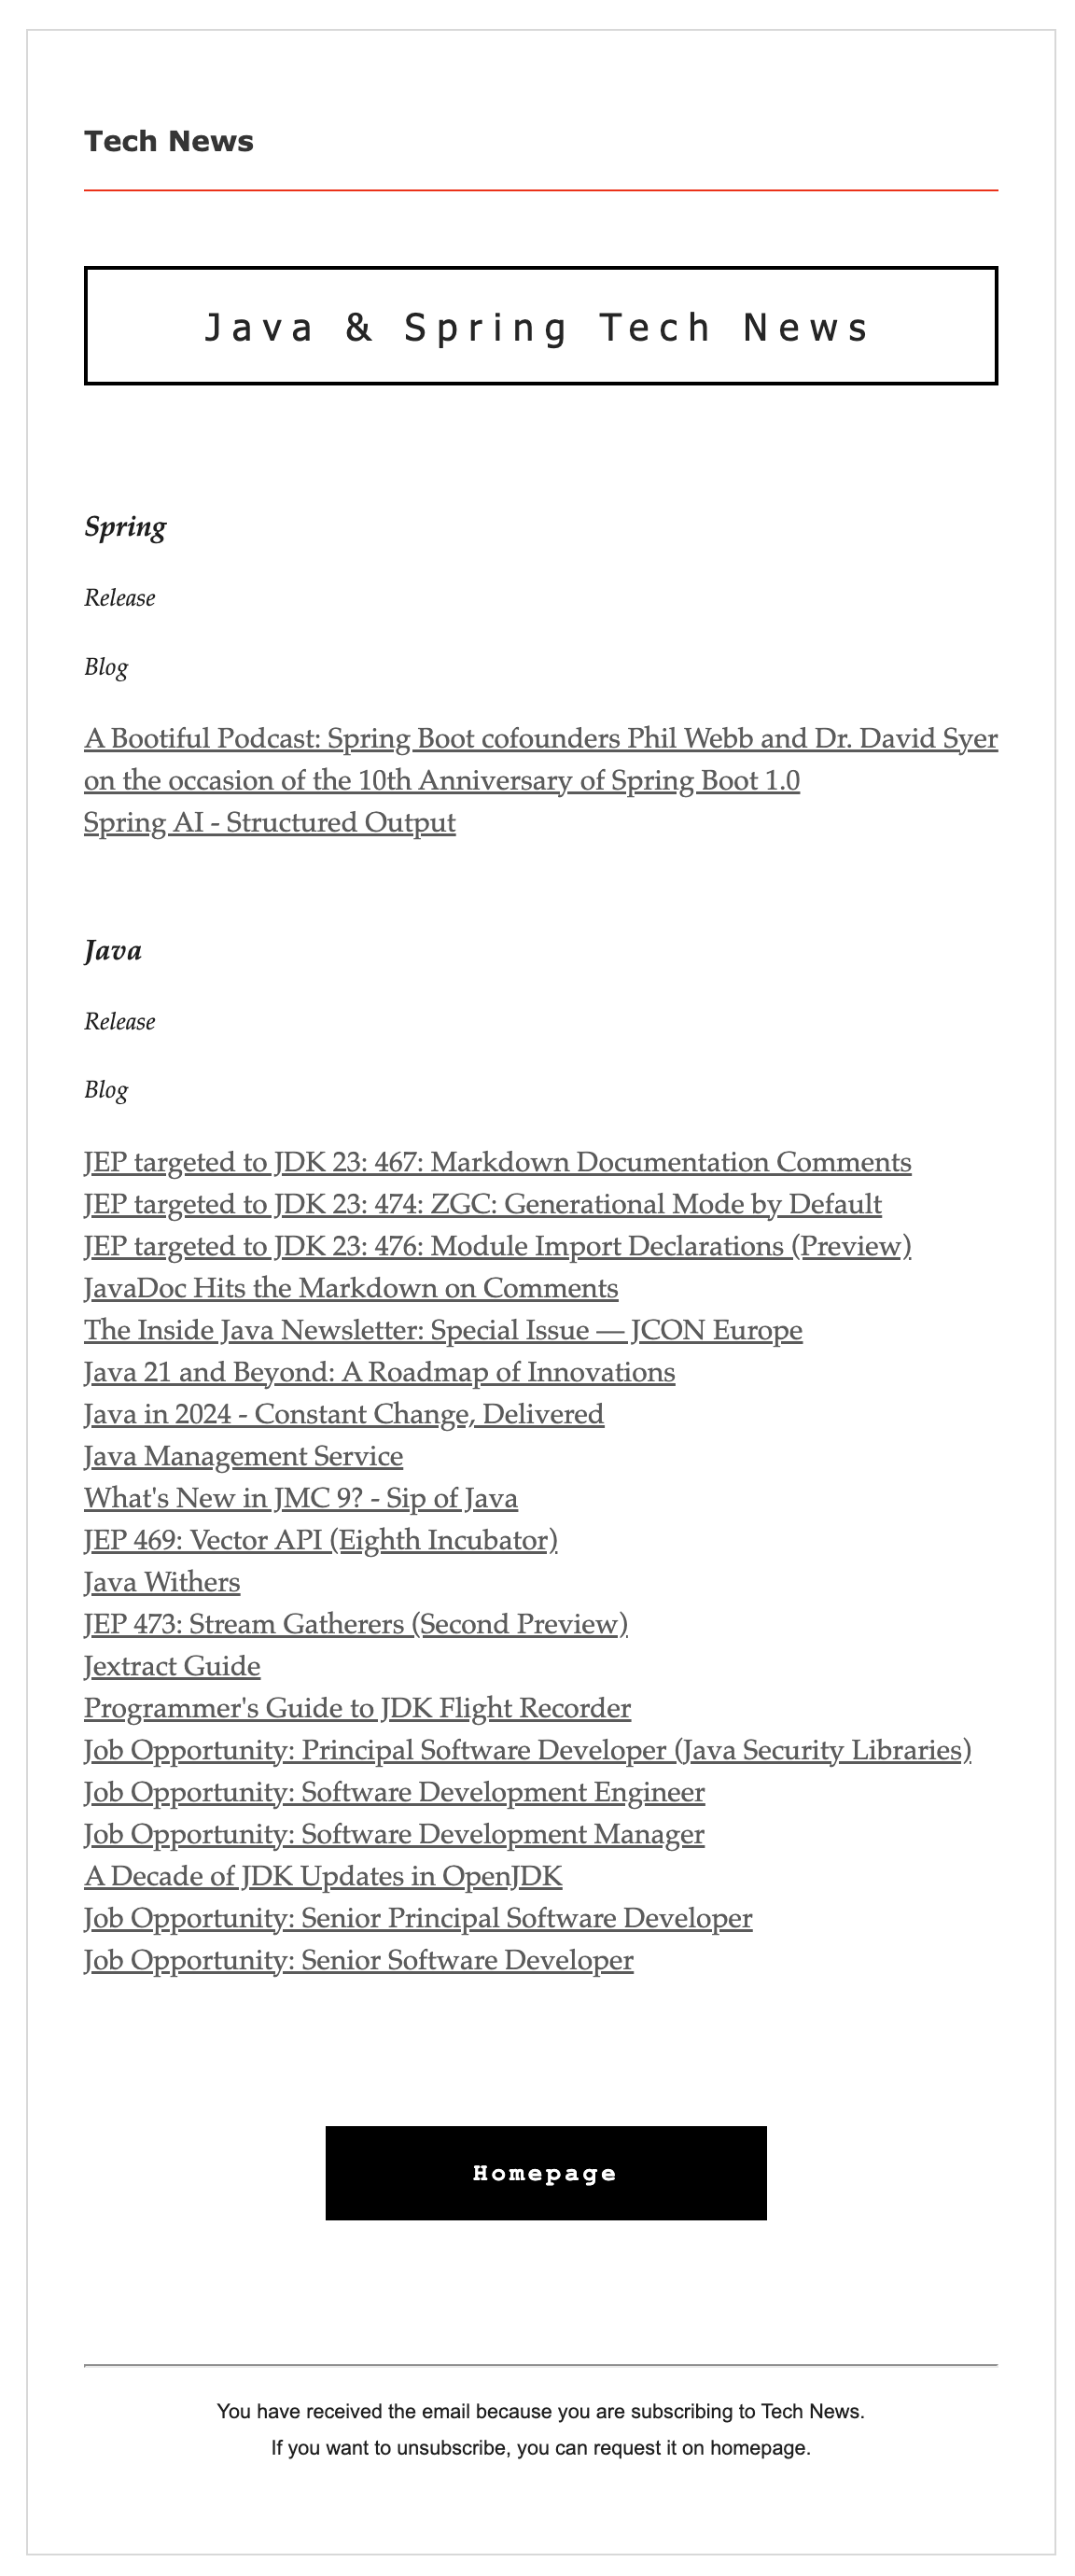 Tech News
Java & Spring Tech News
Spring
Release
Blog
A Bootiful Podcast: Spring Boot cofounders Phil Webb and Dr. David Syer
on the occasion of the 10th Anniversary of Spring Boot 1.0
Spring AI - Structured Output
Java
Release
Blog
JEP targeted to JDK 23: 467: Markdown Documentation Comments
JEP targeted to JDK 23: 474: ZGC: Generational Mode by Default
JEP targeted to JDK 23: 476: Module Import Declarations (Preview)
JavaDoc Hits the Markdown on Comments
The Inside Java Newsletter: Special Issue — JCON Europe
Java 21 and Beyond: A Roadmap of Innovations
Java in 2024 - Constant Change, Delivered
Java Management Service
What's New in JMC 9? - Sip of Java
JEP 469: Vector API (Eighth Incubator)
Java Withers
JEP 473: Stream Gatherers (Second Preview)
Jextract Guide
Programmer's Guide to JDK Flight Recorder
Job Opportunity: Principal Software Developer (Java Security Libraries)
Job Opportunity: Software Development Engineer
Job Opportunity: Software Development Manager
A Decade of JDK Updates in OpenJDK
Job Opportunity: Senior Principal Software Developer
Job Opportunity: Senior Software Developer
Homepage
You have received the email because you are subscribing to Tech News.
If you want to unsubscribe, you can request it on homepage.